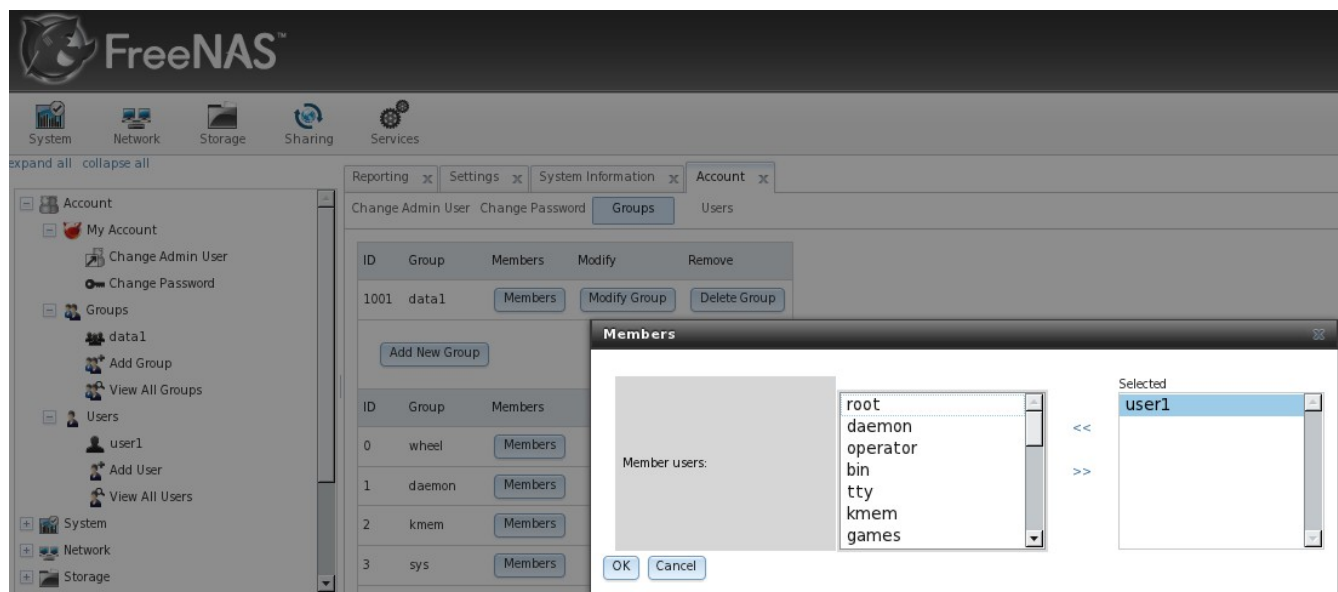 FreeNAS™
System Network Storage Sharing Services
expand all collapse all
Account
My Account
Change Admin User
Change Password
Groups
data1
Add Group
View All Groups
Users
user1
Add User
View All Users
System
Network
Storage
Reporting Settings System Information Account
Change Admin User Change Password Groups Users
ID Group Members Modify Remove
1001 data1 Members Modify Group Delete Group
Add New Group
ID Group Members
0 wheel Members
1 daemon Members
2 kmem Members
3 sys Members
Members
Member users:
root
daemon
operator
bin
tty
kmem
games
<<
>>
Selected
user1
OK Cancel